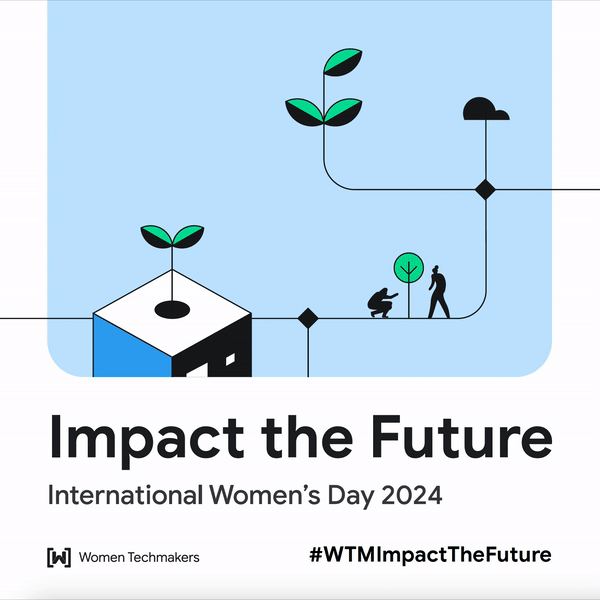 Impact the Future
International Women’s Day 2024
[W] Women Techmakers
#WTMImpactTheFuture